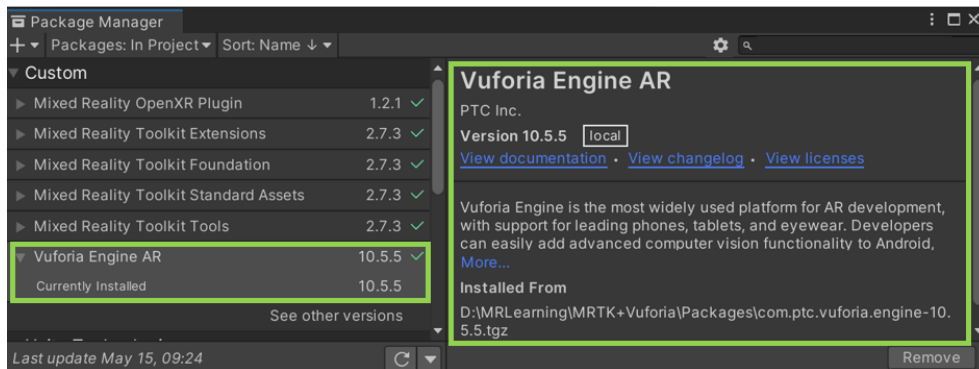 Package Manager
Packages: In Project Sort: Name ↓
Custom
Mixed Reality OpenXR Plugin 1.2.1
Mixed Reality Toolkit Extensions 2.7.3
Mixed Reality Toolkit Foundation 2.7.3
Mixed Reality Toolkit Standard Assets 2.7.3
Mixed Reality Toolkit Tools 2.7.3
Vuforia Engine AR 10.5.5
Currently Installed 10.5.5
See other versions
Last update May 15, 09:24
Vuforia Engine AR
PTC Inc.
Version 10.5.5 local
View documentation • View changelog • View licenses
Vuforia Engine is the most widely used platform for AR development,
with support for leading phones, tablets, and eyewear. Developers
can easily add advanced computer vision functionality to Android,
More...
Installed From
D:\MRLearning\MRTK+Vuforia\Packages\com.ptc.vuforia.engine-10.
5.5.tgz
Remove